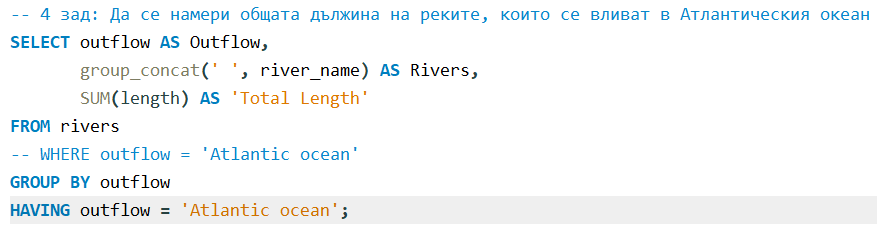 -- 4 зад: Да се намери общата дължина на реките, които се вливат в Атлантическия океан
SELECT outflow AS Outflow,
group_concat(' ', river_name) AS Rivers,
SUM(length) AS 'Total Length'
FROM rivers
-- WHERE outflow = 'Atlantic ocean'
GROUP BY outflow
HAVING outflow = 'Atlantic ocean';